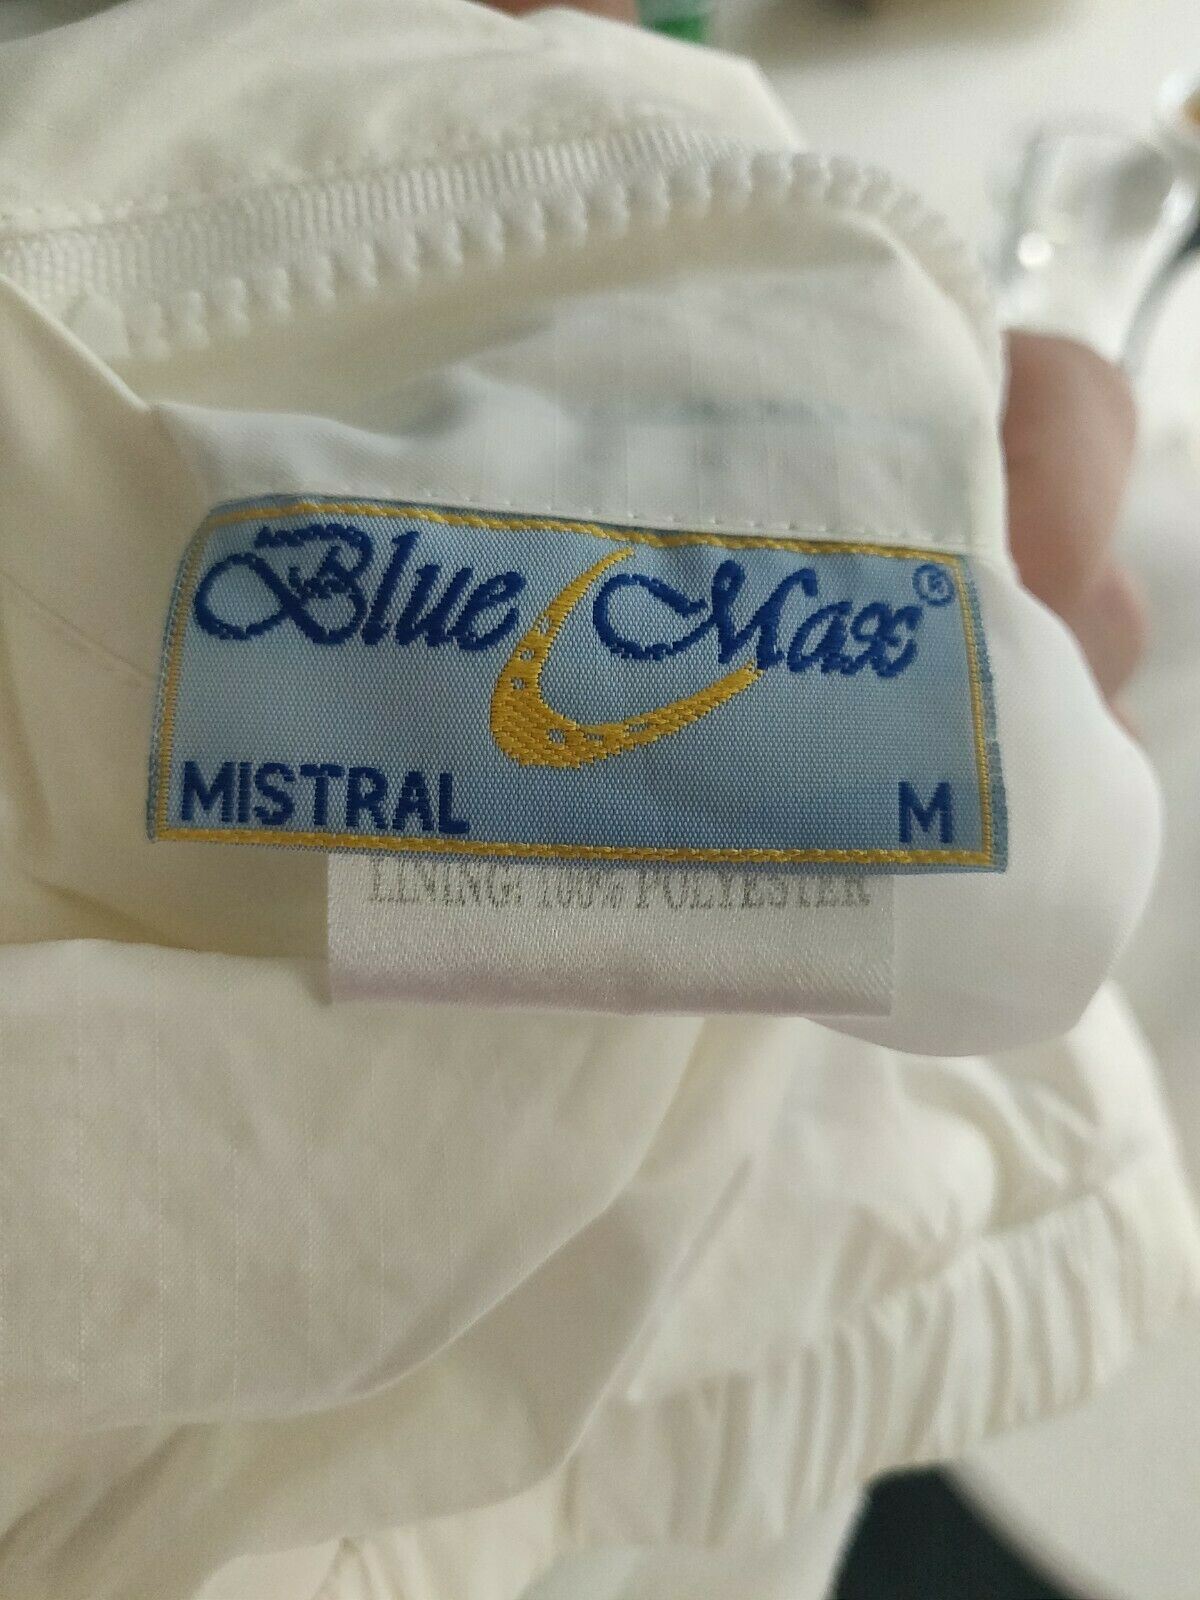 Blue Max®
MISTRAL M
LINING: 100% POLYESTER